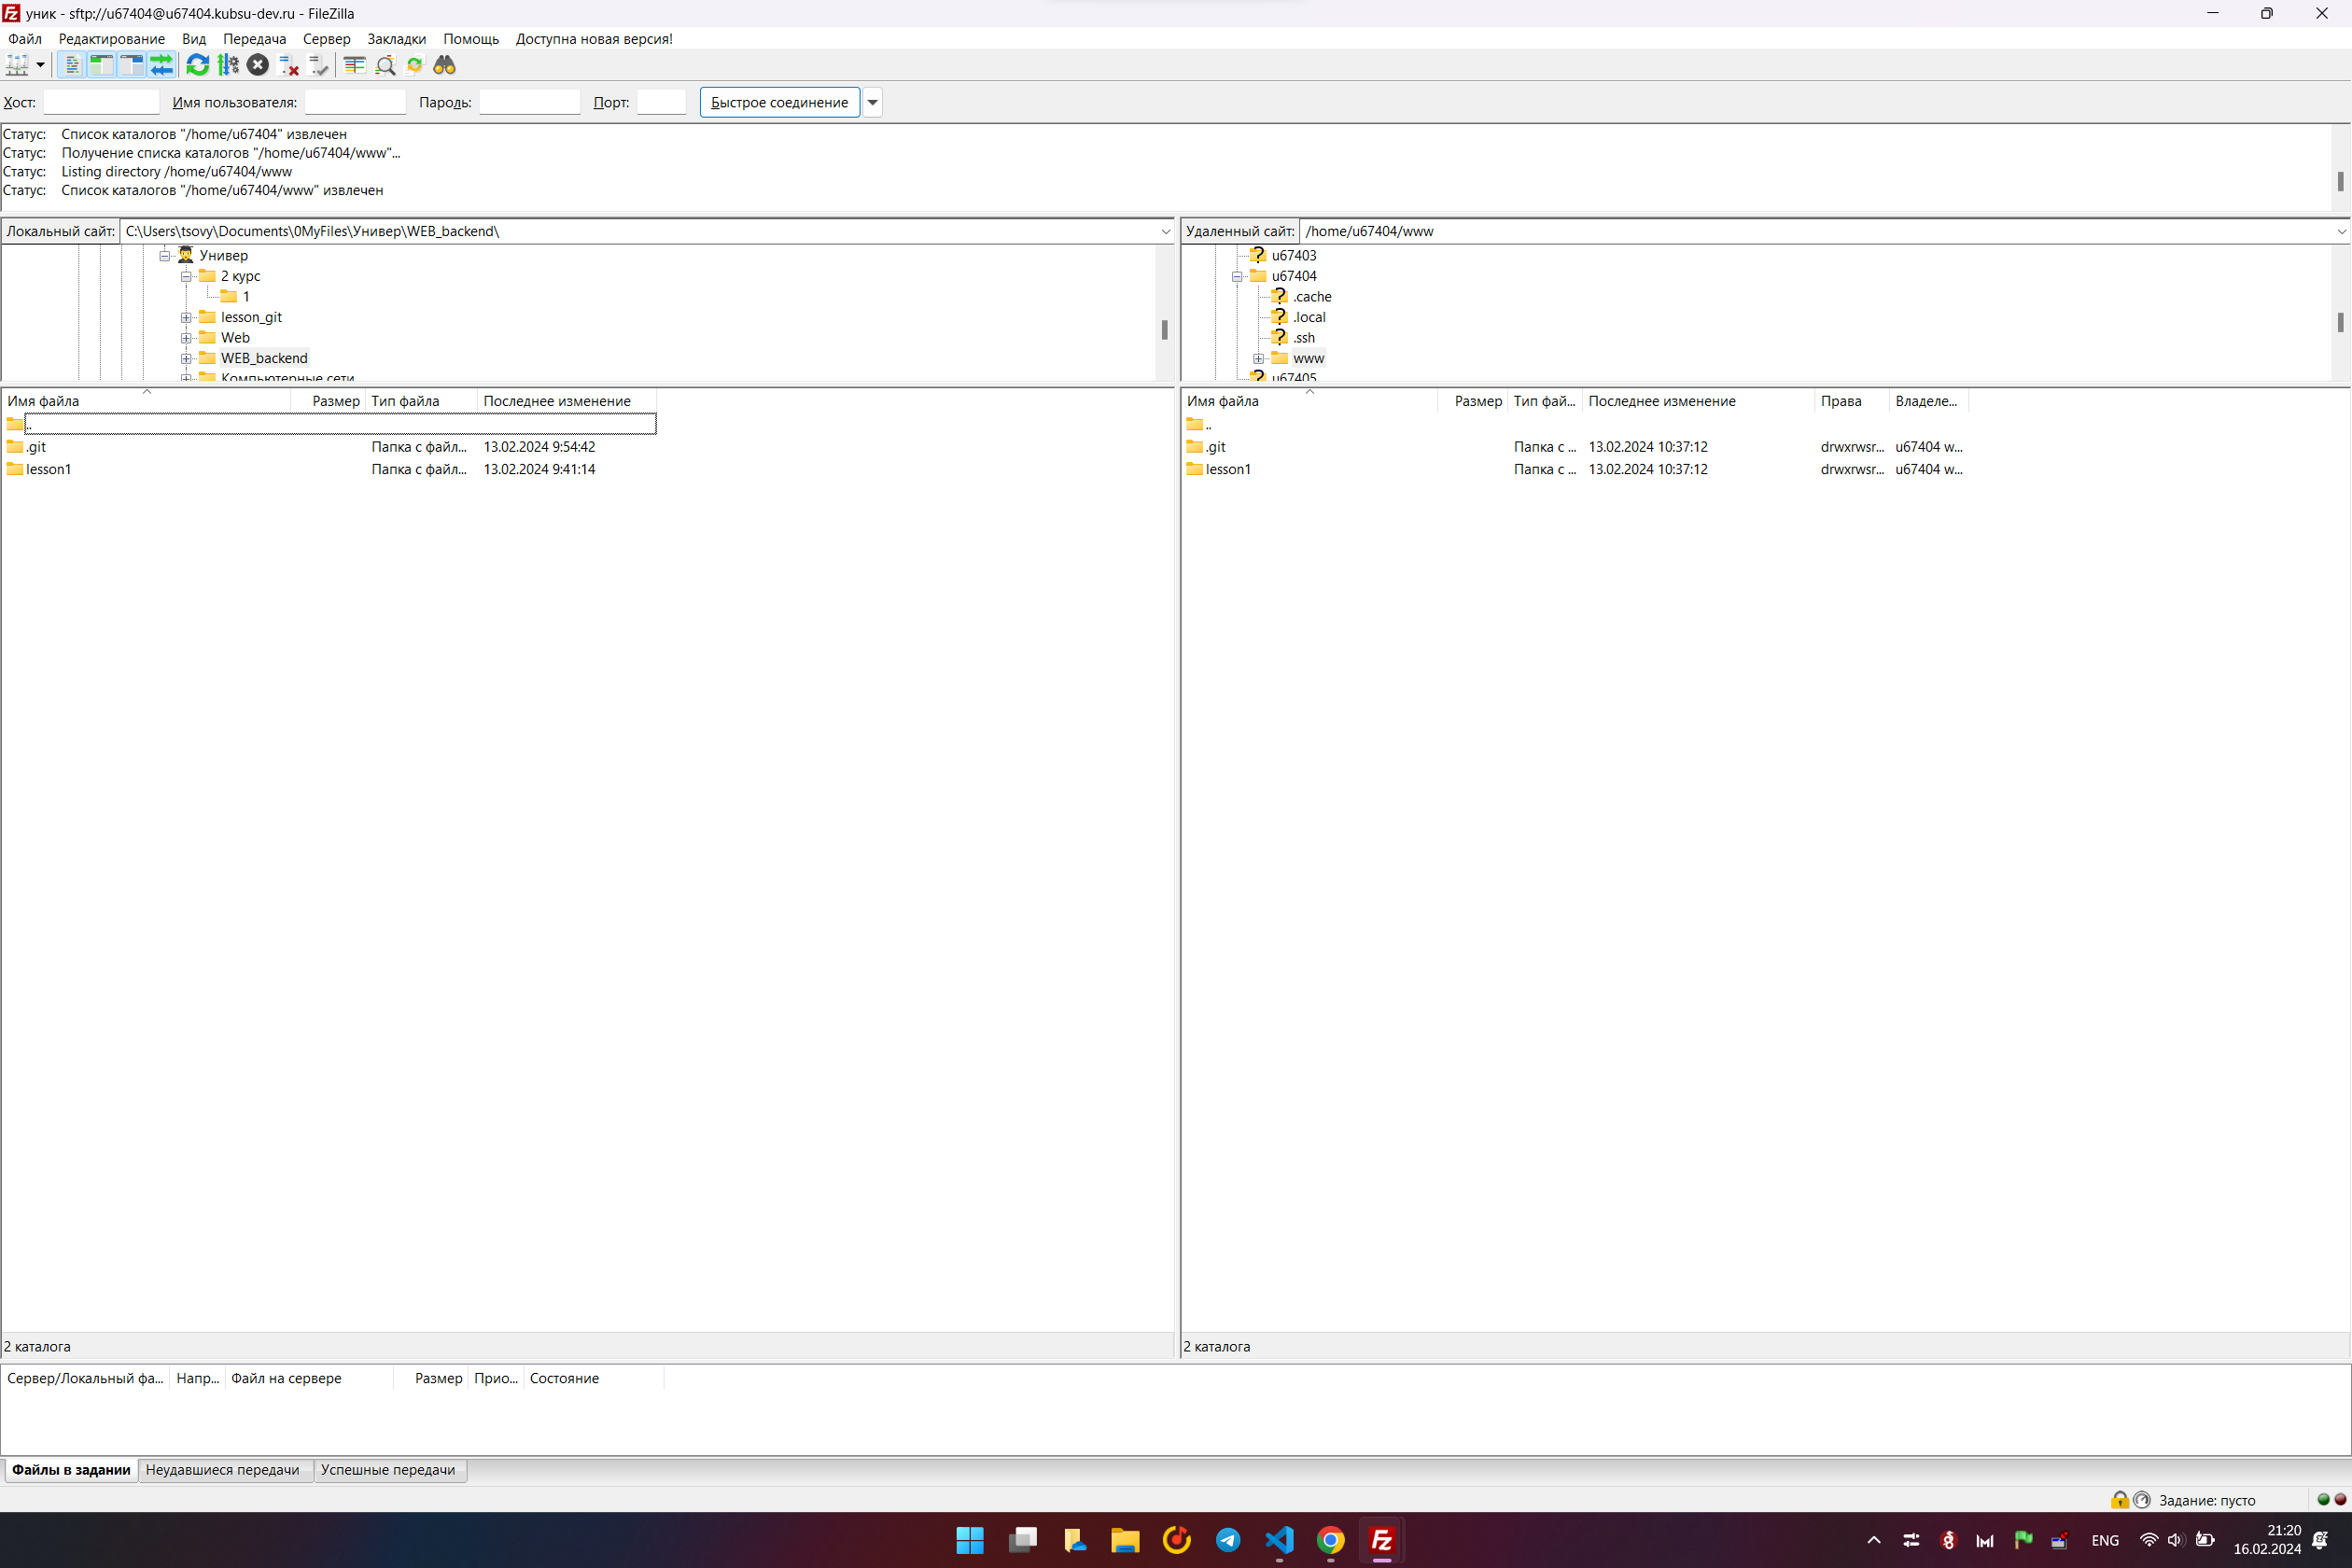 уник - sftp://u67404@u67404.kubsu-dev.ru - FileZilla
Файл Редактирование Вид Передача Сервер Закладки Помощь Доступна новая версия!
Хост: Имя пользователя: Пароль: Порт: Быстрое соединение
Статус: Список каталогов "/home/u67404" извлечен
Статус: Получение списка каталогов "/home/u67404/www"...
Статус: Listing directory /home/u67404/www
Статус: Список каталогов "/home/u67404/www" извлечен
Локальный сайт: C:\Users\tsovy\Documents\0MyFiles\Универ\WEB_backend\
Универ
2 курс
1
lesson_git
Web
WEB_backend
Компьютерные сети
Имя файла Размер Тип файла Последнее изменение
..
.git Папка с файл... 13.02.2024 9:54:42
lesson1 Папка с файл... 13.02.2024 9:41:14
2 каталога
Удаленный сайт: /home/u67404/www
u67403
u67404
.cache
.local
.ssh
www
u67405
Имя файла Размер Тип фай... Последнее изменение Права Владеле...
..
.git Папка с ... 13.02.2024 10:37:12 drwxrwsr... u67404 w...
lesson1 Папка с ... 13.02.2024 10:37:12 drwxrwsr... u67404 w...
2 каталога
Сервер/Локальный фа... Напр... Файл на сервере Размер Прио... Состояние
Файлы в задании Неудавшиеся передачи Успешные передачи
Задание: пусто
ENG
21:20
16.02.2024